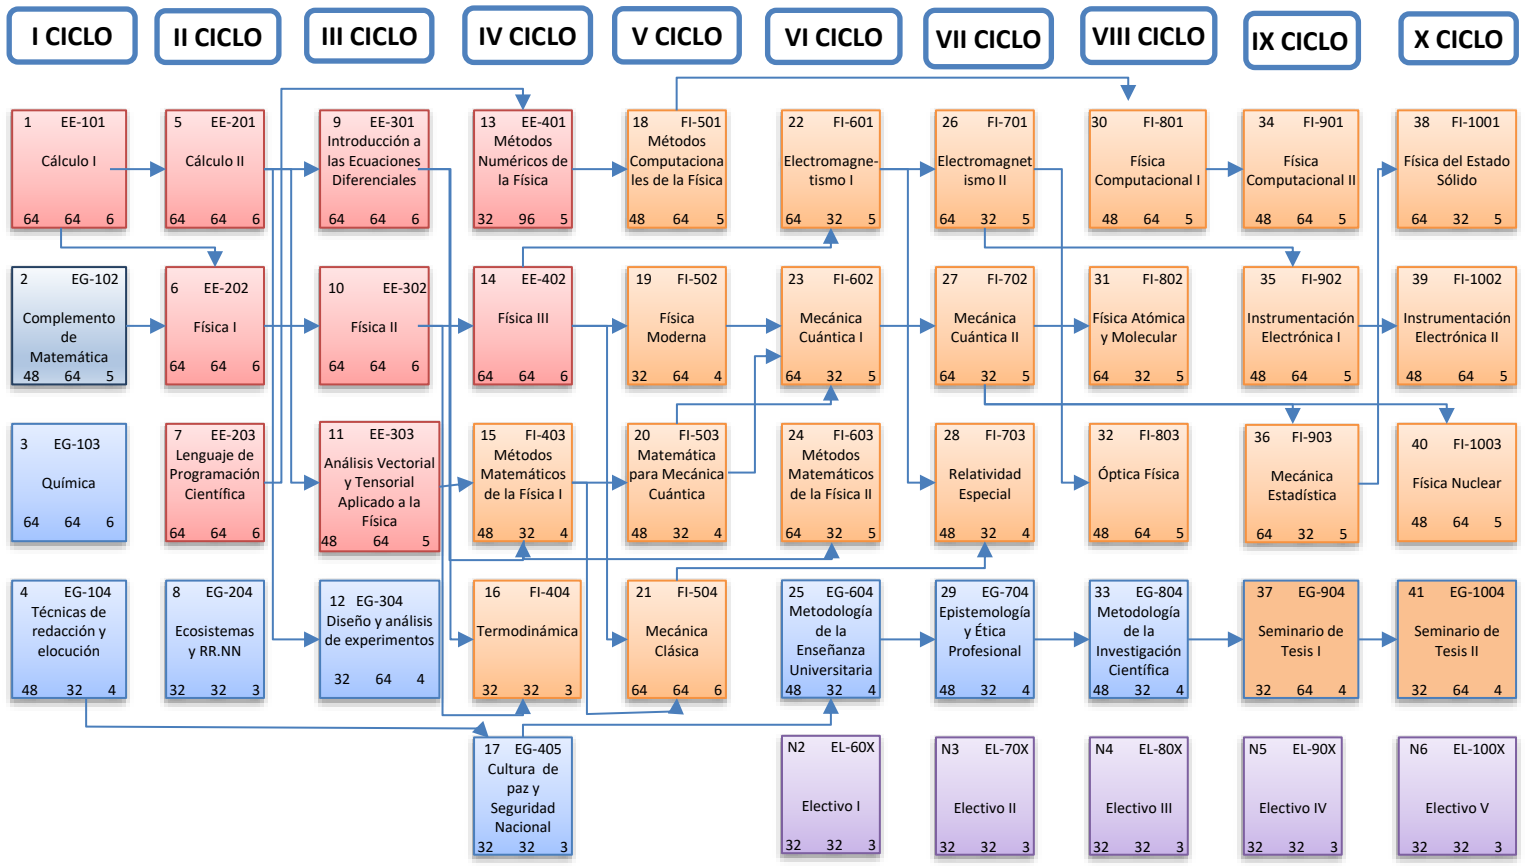 I CICLO
II CICLO
III CICLO
IV CICLO
V CICLO
VI CICLO
VII CICLO
VIII CICLO
IX CICLO
X CICLO
1 EE-101
Cálculo I
64 64 6
5 EE-201
Cálculo II
64 64 6
9 EE-301
Introducción a
las Ecuaciones
Diferenciales
64 64 6
13 EE-401
Métodos
Numéricos de
la Física
32 96 5
18 FI-501
Métodos
Computaciona
les de la Física
48 64 5
22 FI-601
Electromagne-
tismo I
64 32 5
26 FI-701
Electromagnet
ismo II
64 32 5
30 FI-801
Física
Computacional I
48 64 5
34 FI-901
Física
Computacional II
48 64 5
38 FI-1001
Física del Estado
Sólido
64 32 5
2 EG-102
Complemento
de
Matemática
48 64 5
6 EE-202
Física I
64 64 6
10 EE-302
Física II
64 64 6
14 EE-402
Física III
64 64 6
19 FI-502
Física
Moderna
32 64 4
23 FI-602
Mecánica
Cuántica I
64 32 5
27 FI-702
Mecánica
Cuántica II
64 32 5
31 FI-802
Física Atómica
y Molecular
64 32 5
35 FI-902
Instrumentación
Electrónica I
48 64 5
39 FI-1002
Instrumentación
Electrónica II
48 64 5
3 EG-103
Química
64 64 6
7 EE-203
Lenguaje de
Programación
Científica
64 64 6
11 EE-303
Análisis Vectorial
y Tensorial
Aplicado a la
Física
48 64 5
15 FI-403
Métodos
Matemáticos
de la Física I
48 32 4
20 FI-503
Matemática
para Mecánica
Cuántica
48 32 4
24 FI-603
Métodos
Matemáticos
de la Física II
64 32 5
28 FI-703
Relatividad
Especial
48 32 4
32 FI-803
Óptica Física
48 64 5
36 FI-903
Mecánica
Estadística
64 32 5
40 FI-1003
Física Nuclear
48 64 5
4 EG-104
Técnicas de
redacción y
elocución
48 32 4
8 EG-204
Ecosistemas
y RR.NN
32 32 3
12 EG-304
Diseño y análisis
de experimentos
32 64 4
16 FI-404
Termodinámica
32 32 3
21 FI-504
Mecánica
Clásica
64 64 6
25 EG-604
Metodología
de la
Enseñanza
Universitaria
48 32 4
29 EG-704
Epistemología
y Ética
Profesional
48 32 4
33 EG-804
Metodología
de la
Investigación
Científica
48 32 4
37 EG-904
Seminario de
Tesis I
32 64 4
41 EG-1004
Seminario de
Tesis II
32 64 4
17 EG-405
Cultura de
paz y
Seguridad
Nacional
32 32 3
N2 EL-60X
Electivo I
32 32 3
N3 EL-70X
Electivo II
32 32 3
N4 EL-80X
Electivo III
32 32 3
N5 EL-90X
Electivo IV
32 32 3
N6 EL-100X
Electivo V
32 32 3